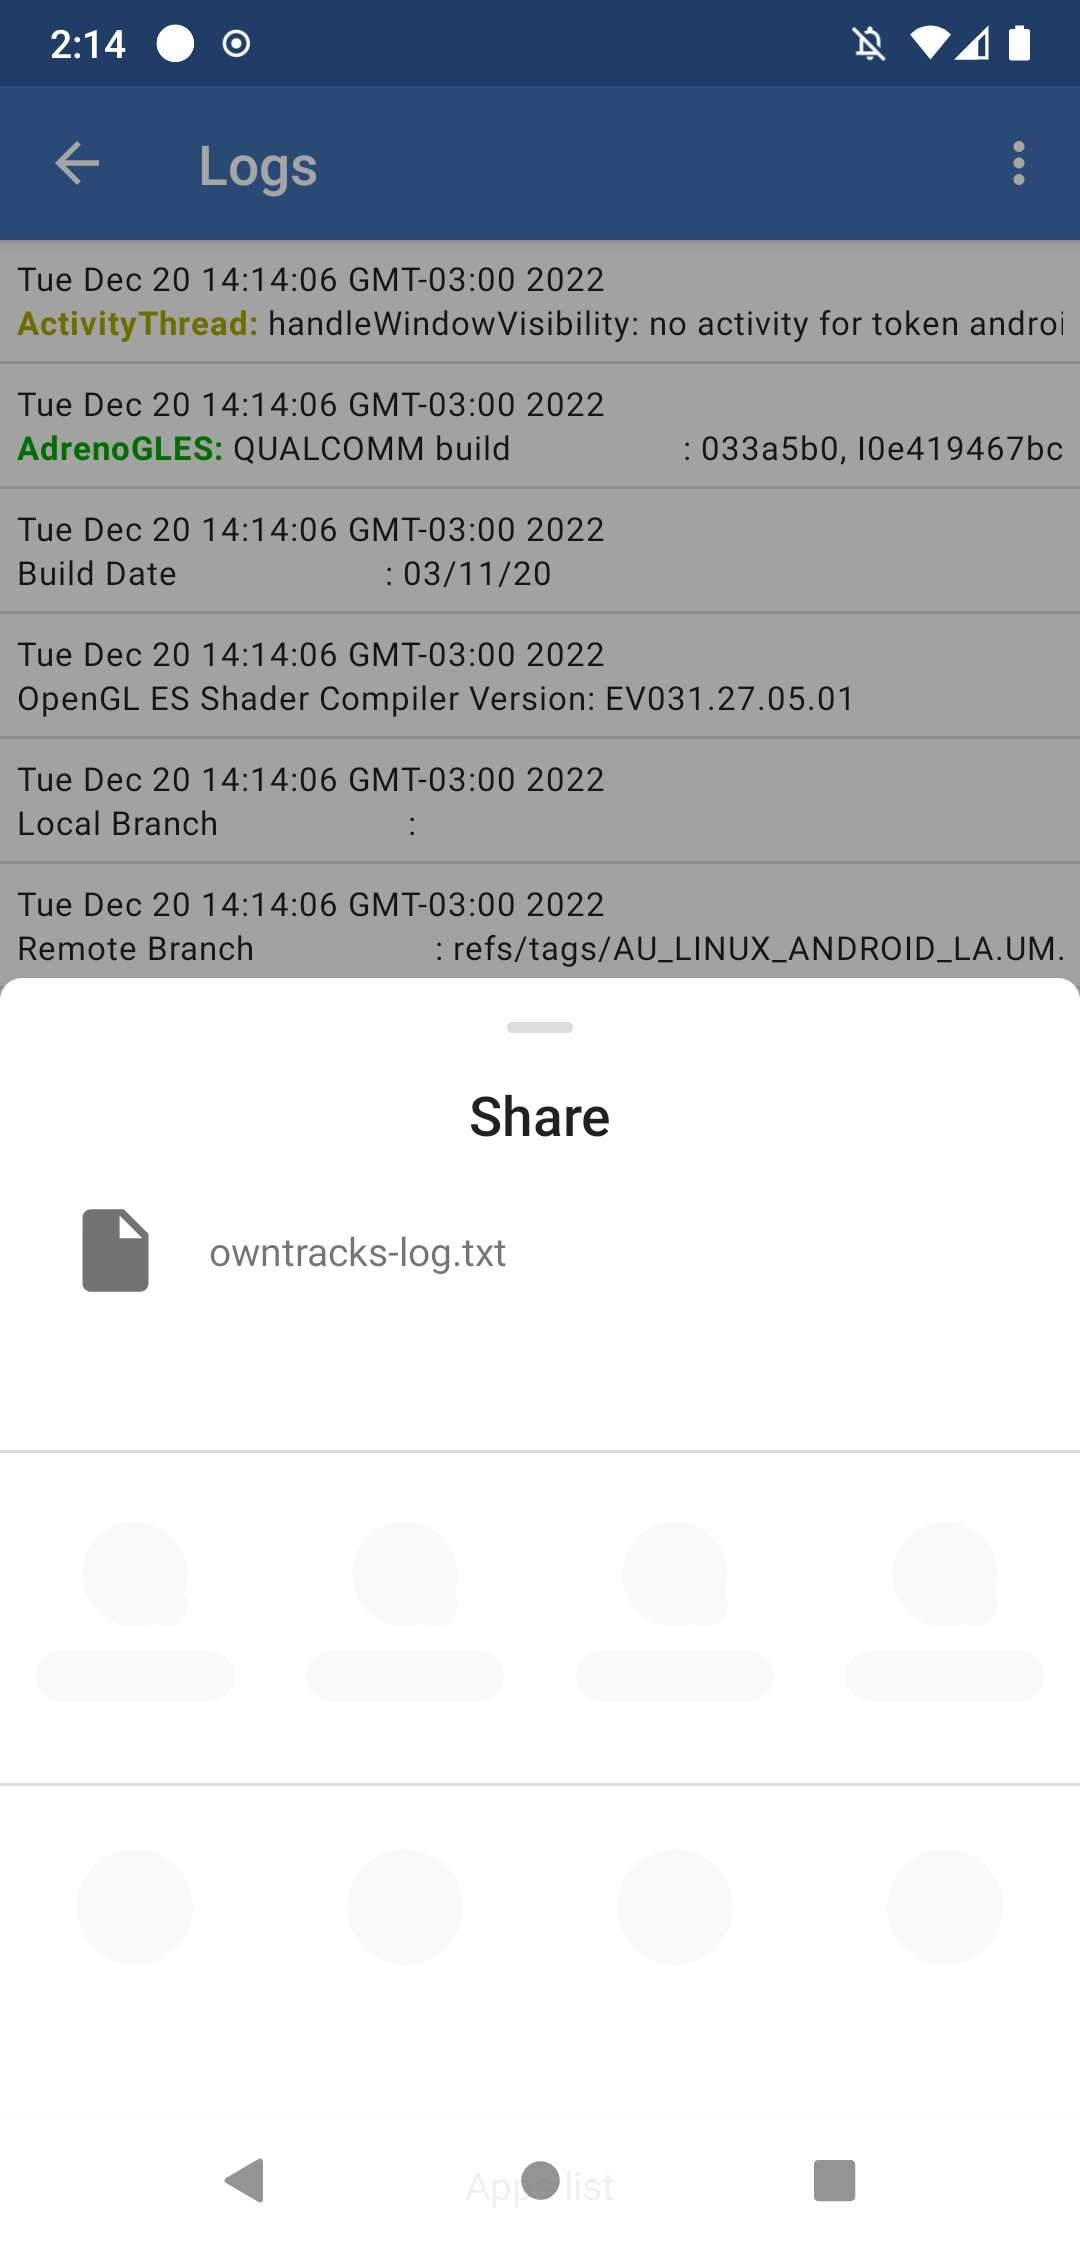 2:14
Logs
Tue Dec 20 14:14:06 GMT-03:00 2022
ActivityThread: handleWindowVisibility: no activity for token androi
Tue Dec 20 14:14:06 GMT-03:00 2022
AdrenoGLES: QUALCOMM build : 033a5b0, I0e419467bc
Tue Dec 20 14:14:06 GMT-03:00 2022
Build Date : 03/11/20
Tue Dec 20 14:14:06 GMT-03:00 2022
OpenGL ES Shader Compiler Version: EV031.27.05.01
Tue Dec 20 14:14:06 GMT-03:00 2022
Local Branch :
Tue Dec 20 14:14:06 GMT-03:00 2022
Remote Branch : refs/tags/AU_LINUX_ANDROID_LA.UM.
Share
owntracks-log.txt
Apps list